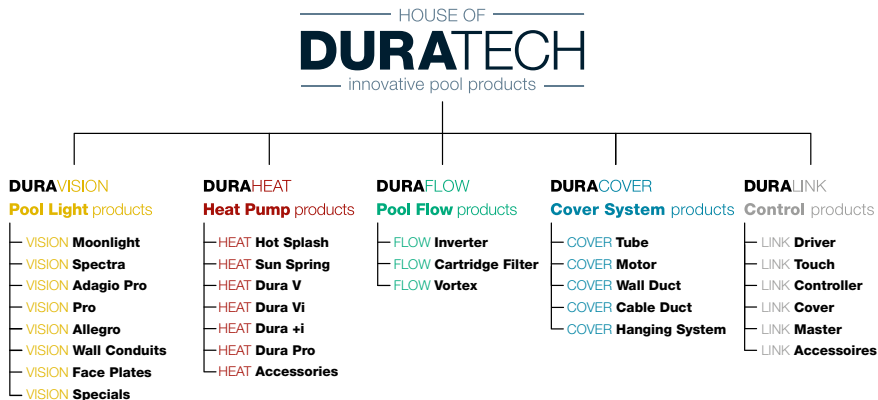 HOUSE OF
DURATECH
innovative pool products
DURAVISION
Pool Light products
VISION Moonlight
VISION Spectra
VISION Adagio Pro
VISION Pro
VISION Allegro
VISION Wall Conduits
VISION Face Plates
VISION Specials
DURAHEAT
Heat Pump products
HEAT Hot Splash
HEAT Sun Spring
HEAT Dura V
HEAT Dura Vi
HEAT Dura +i
HEAT Dura Pro
HEAT Accessories
DURAFLOW
Pool Flow products
FLOW Inverter
FLOW Cartridge Filter
FLOW Vortex
DURACOVER
Cover System products
COVER Tube
COVER Motor
COVER Wall Duct
COVER Cable Duct
COVER Hanging System
DURALINK
Control products
LINK Driver
LINK Touch
LINK Controller
LINK Cover
LINK Master
LINK Accessoires